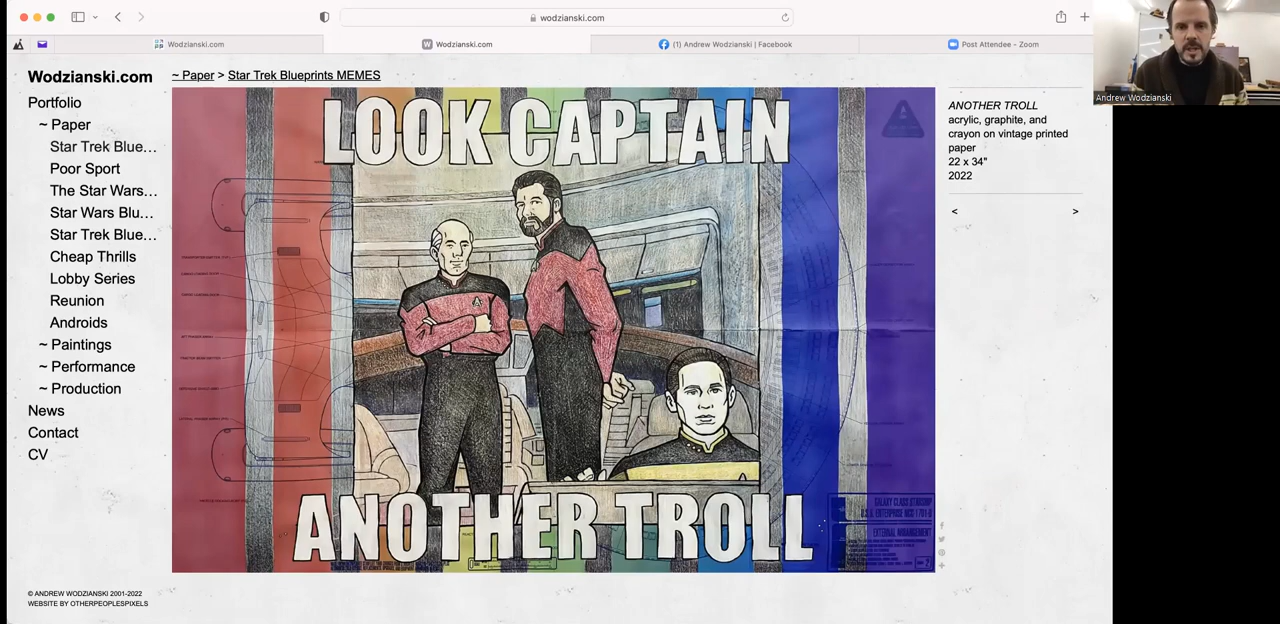 wodzianski.com
Wodzianski.com
Wodzianski.com
(1) Andrew Wodzianski | Facebook
Post Attendee - Zoom
Andrew Wodzianski
Wodzianski.com
Portfolio
~ Paper
Star Trek Blue...
Poor Sport
The Star Wars...
Star Wars Blu...
Star Trek Blue...
Cheap Thrills
Lobby Series
Reunion
Androids
~ Paintings
~ Performance
~ Production
News
Contact
CV
~ Paper > Star Trek Blueprints MEMES
LOOK CAPTAIN
ANOTHER TROLL
GALAXY CLASS STARSHIP
U.S.S. ENTERPRISE NCC-1701-D
EXTERNAL ARRANGEMENT
ANOTHER TROLL
acrylic, graphite, and
crayon on vintage printed
paper
22 x 34"
2022
< >
© ANDREW WODZIANSKI 2001-2022
WEBSITE BY OTHERPEOPLESPIXELS